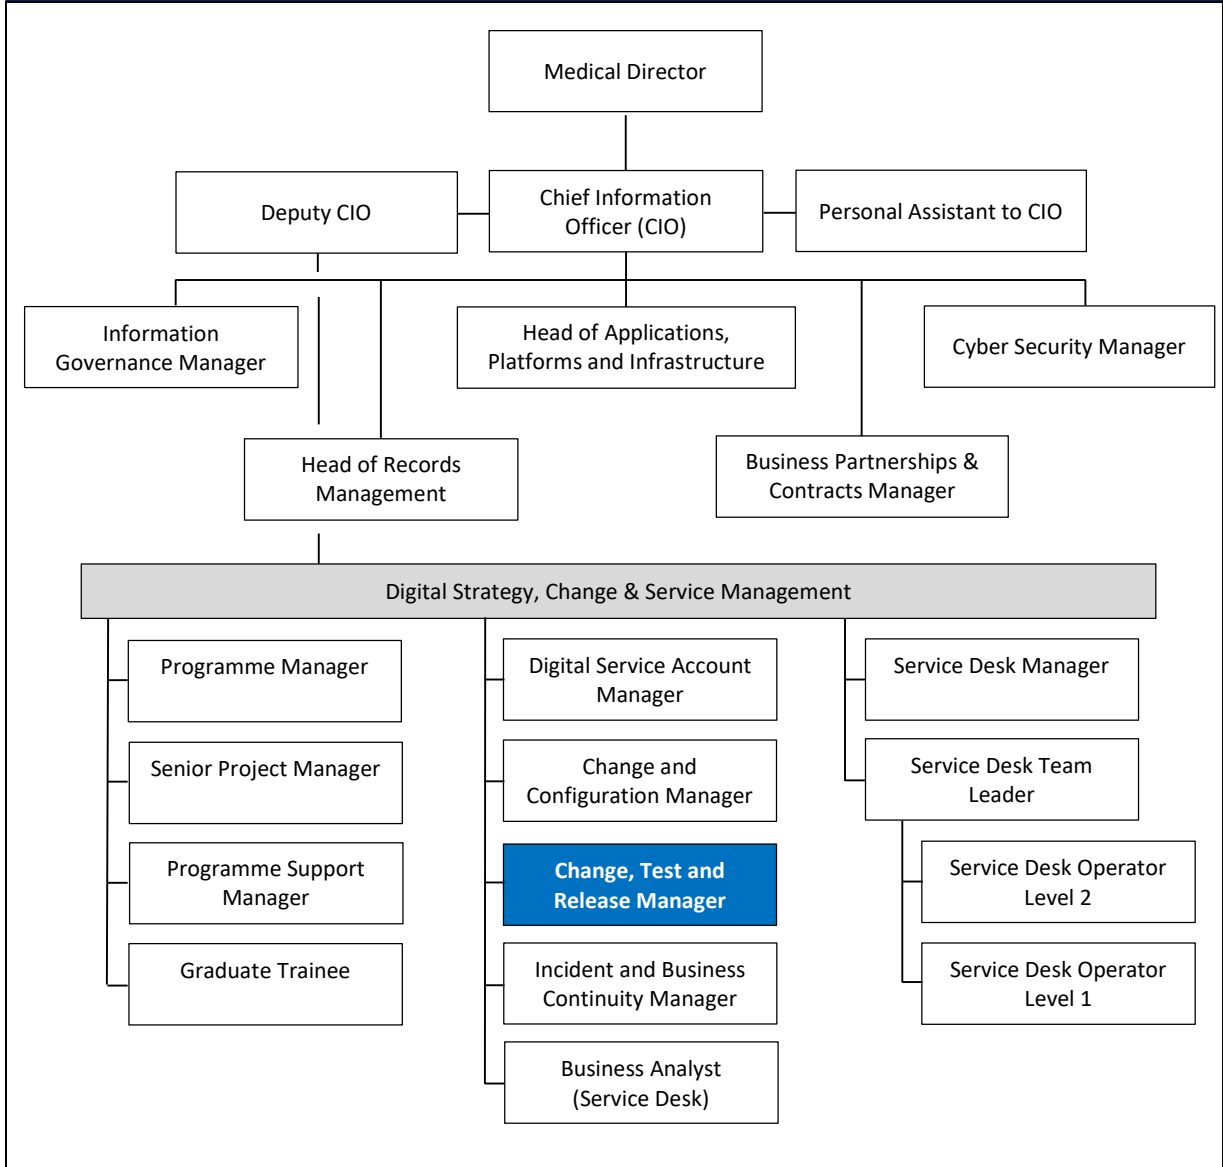 Medical Director
Deputy CIO
Chief Information
Officer (CIO)
Personal Assistant to CIO
Information
Governance Manager
Head of Applications,
Platforms and Infrastructure
Cyber Security Manager
Head of Records
Management
Business Partnerships &
Contracts Manager
Digital Strategy, Change & Service Management
Programme Manager
Senior Project Manager
Programme Support
Manager
Graduate Trainee
Digital Service Account
Manager
Change and
Configuration Manager
Change, Test and
Release Manager
Incident and Business
Continuity Manager
Business Analyst
(Service Desk)
Service Desk Manager
Service Desk Team
Leader
Service Desk Operator
Level 2
Service Desk Operator
Level 1